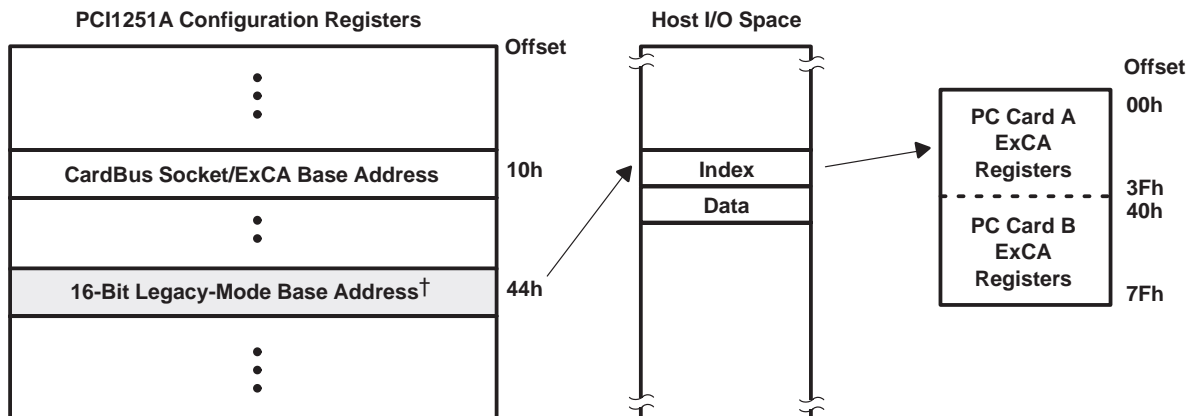 PCI1251A Configuration Registers
Offset
CardBus Socket/ExCA Base Address
10h
16-Bit Legacy-Mode Base Address†
44h
Host I/O Space
Index
Data
Offset
PC Card A
ExCA
Registers
00h
3Fh
40h
PC Card B
ExCA
Registers
7Fh